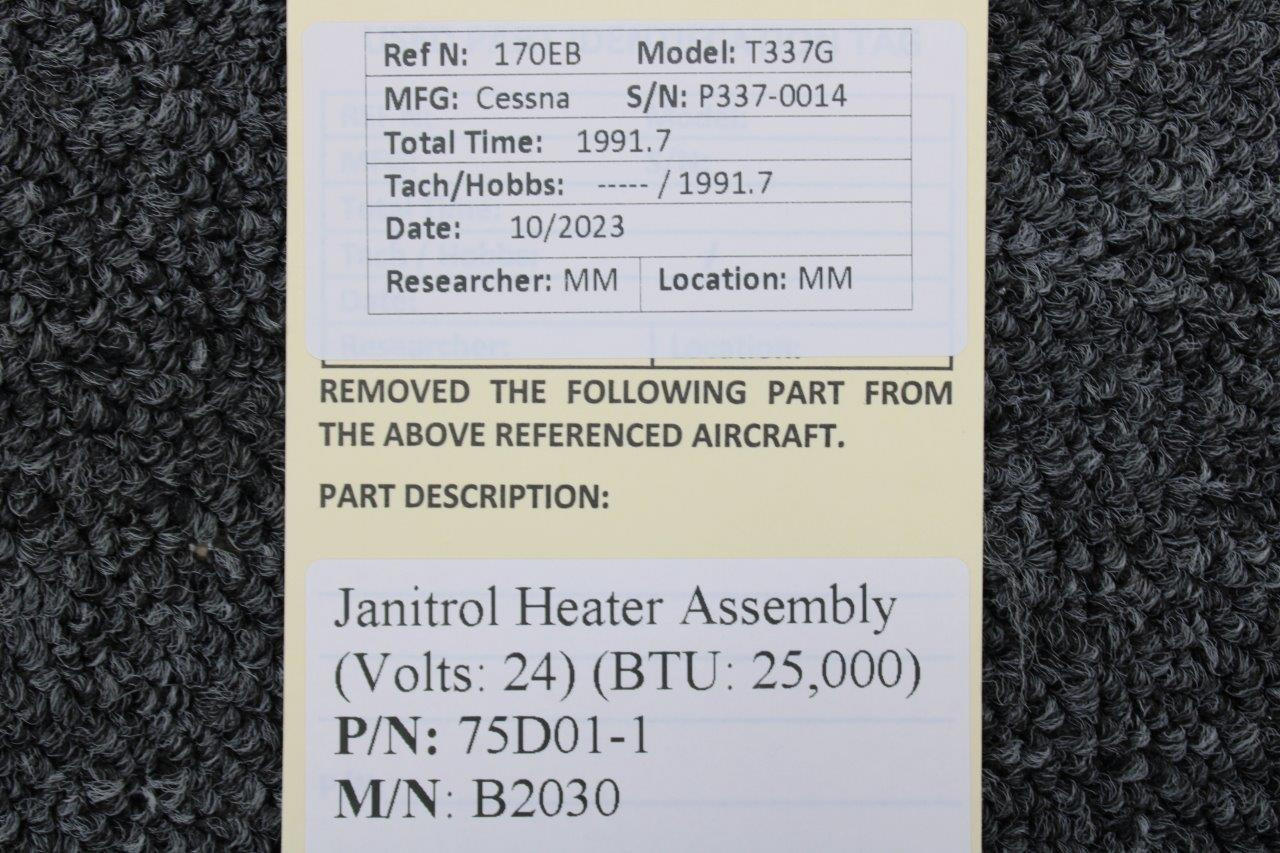 Ref N: 170EB Model: T337G
MFG: Cessna S/N: P337-0014
Total Time: 1991.7
Tach/Hobbs: ----- / 1991.7
Date: 10/2023
Researcher: MM Location: MM
Researcher: Location:
REMOVED THE FOLLOWING PART FROM
THE ABOVE REFERENCED AIRCRAFT.
PART DESCRIPTION:
Janitrol Heater Assembly
(Volts: 24) (BTU: 25,000)
P/N: 75D01-1
M/N: B2030